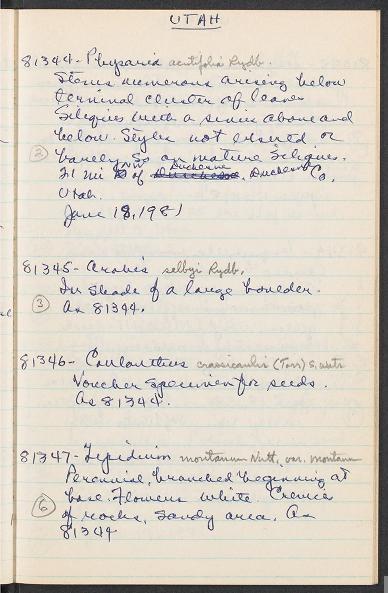 UTAH
81344 - Physaria acutifolia Rydb.
Stems numerous arising below
terminal cluster of leaves
Siliques with a sinus above and
below. Styles not exserted or
② barely so on mature siliques.
21 mi NW of Duchesne, Duchesne Co,
Utah.
June 18, 1981
81345 - Arabis selbyi Rydb.
In shade of a large boulder.
③ As 81344.
81346 - Caulanthus crassicaulis (Torr) S. Wats
Voucher specimen for seeds.
As 81344.
81347 - Lepidium montanum Nutt. var. montanum
Perennial, branched beginning at
⑥ base. Flowers white. Crevices
of rocks, sandy area. As
81344